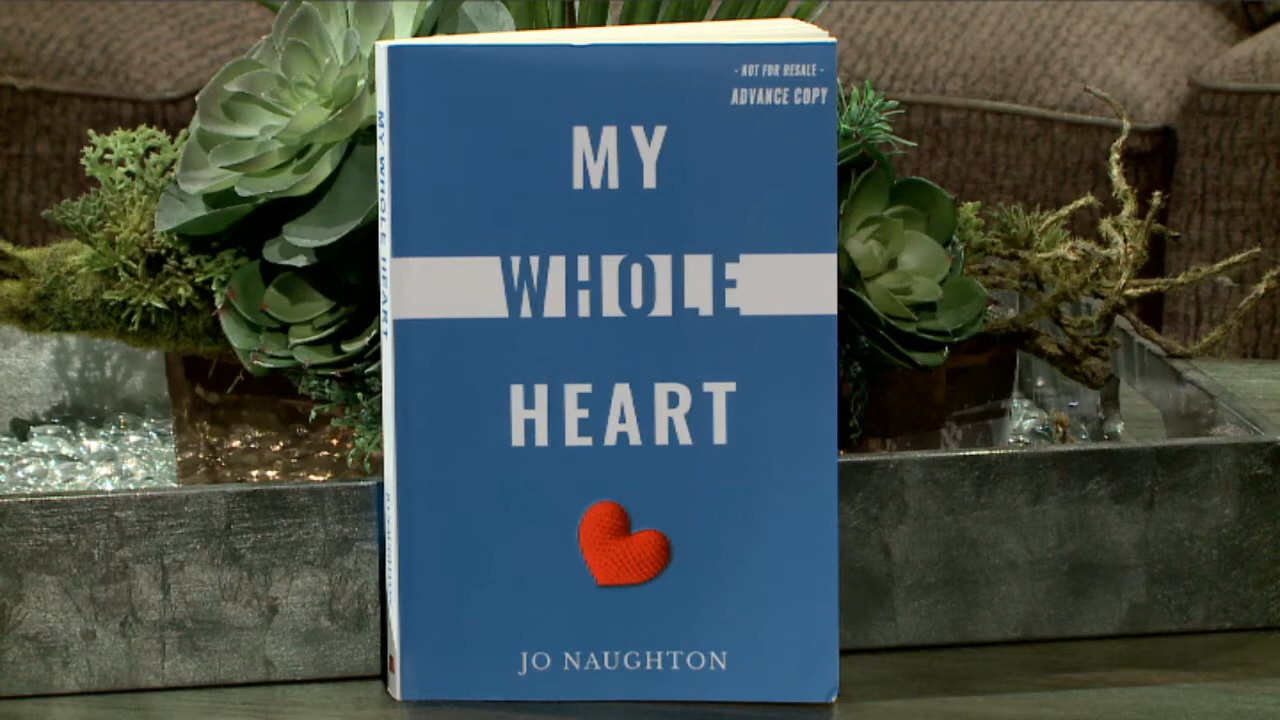 - NOT FOR RESALE -
ADVANCE COPY
MY
WHOLE
HEART
JO NAUGHTON
MY WHOLE HEART